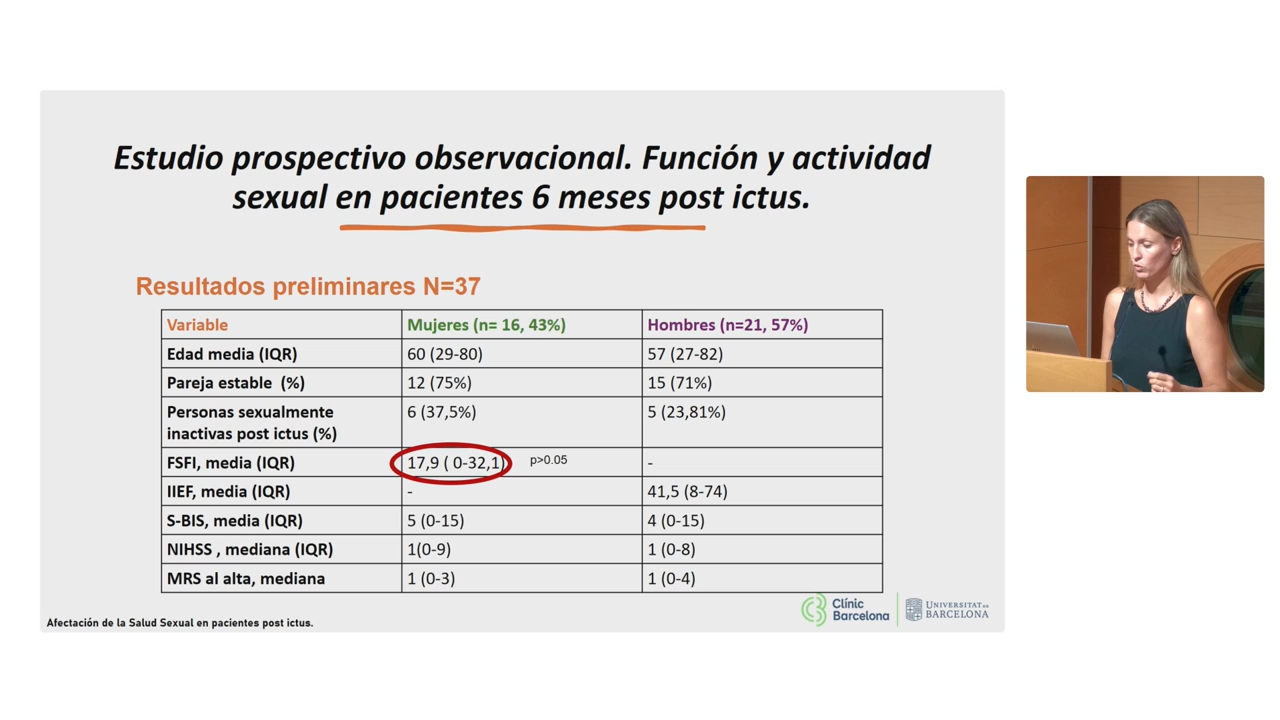 Estudio prospectivo observacional. Función y actividad
sexual en pacientes 6 meses post ictus.
Resultados preliminares N=37
Variable
Mujeres (n= 16, 43%)
Hombres (n=21, 57%)
Edad media (IQR)
60 (29-80)
57 (27-82)
Pareja estable (%)
12 (75%)
15 (71%)
Personas sexualmente
inactivas post ictus (%)
6 (37,5%)
5 (23,81%)
FSFI, media (IQR)
17,9 ( 0-32,1)
p>0.05
-
IIEF, media (IQR)
-
41,5 (8-74)
S-BIS, media (IQR)
5 (0-15)
4 (0-15)
NIHSS , mediana (IQR)
1(0-9)
1 (0-8)
MRS al alta, mediana
1 (0-3)
1 (0-4)
Afectación de la Salud Sexual en pacientes post ictus.
Clínic
Barcelona
UNIVERSITAT DE
BARCELONA